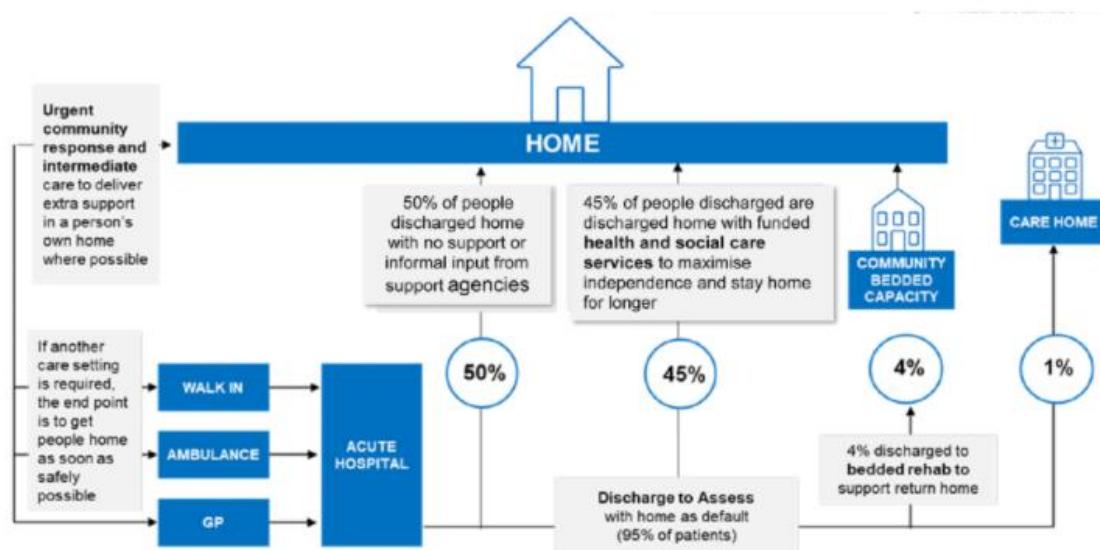 HOME
Urgent
community
response and
intermediate
care to deliver
extra support
in a person's
own home
where possible
50% of people
discharged home
with no support or
informal input from
support agencies
45% of people discharged are
discharged home with funded
health and social care
services to maximise
independence and stay home
for longer
COMMUNITY
BEDDED
CAPACITY
CARE HOME
If another
care setting
is required,
the end point
is to get
people home
as soon as
safely
possible
WALK IN
AMBULANCE
GP
ACUTE
HOSPITAL
50%
45%
4%
1%
Discharge to Assess
with home as default
(95% of patients)
4% discharged to
bedded rehab to
support return home